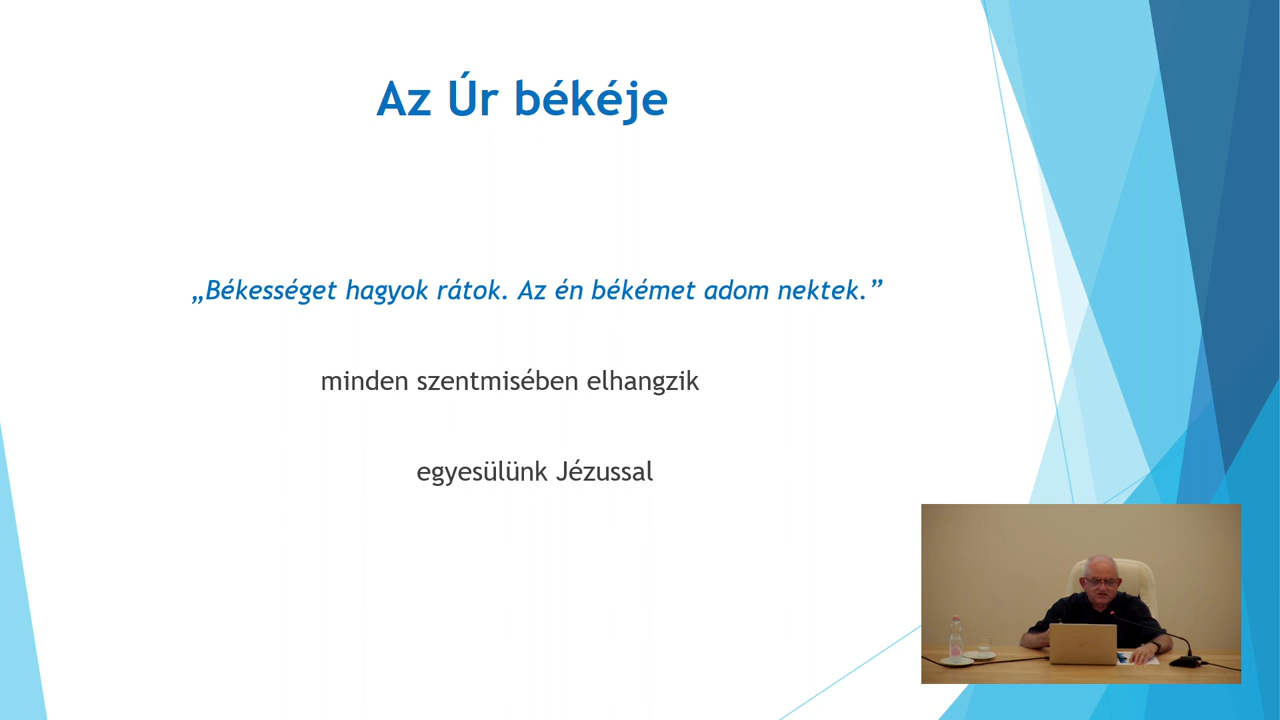 Az Úr békéje
„Békességet hagyok rátok. Az én békémet adom nektek.”
minden szentmisében elhangzik
egyesülünk Jézussal